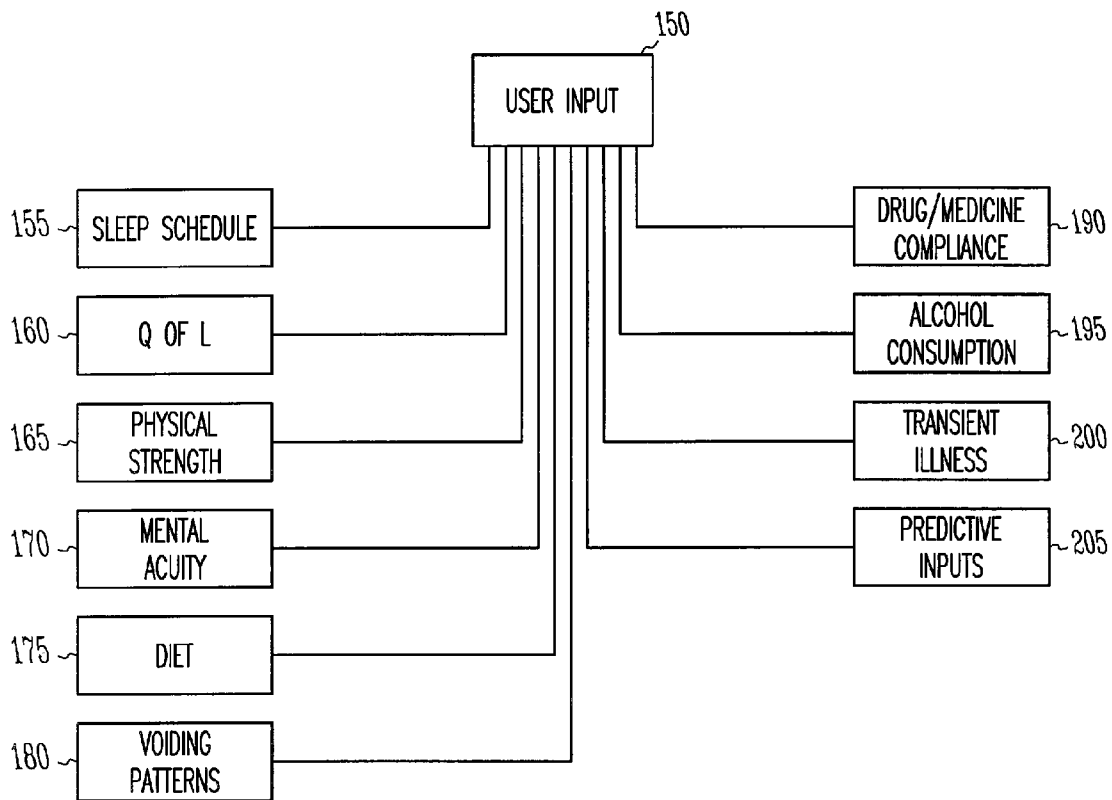 150
USER INPUT
155
SLEEP SCHEDULE
160
Q OF L
165
PHYSICAL
STRENGTH
170
MENTAL
ACUITY
175
DIET
180
VOIDING
PATTERNS
DRUG/MEDICINE
COMPLIANCE
190
ALCOHOL
CONSUMPTION
195
TRANSIENT
ILLNESS
200
PREDICTIVE
INPUTS
205